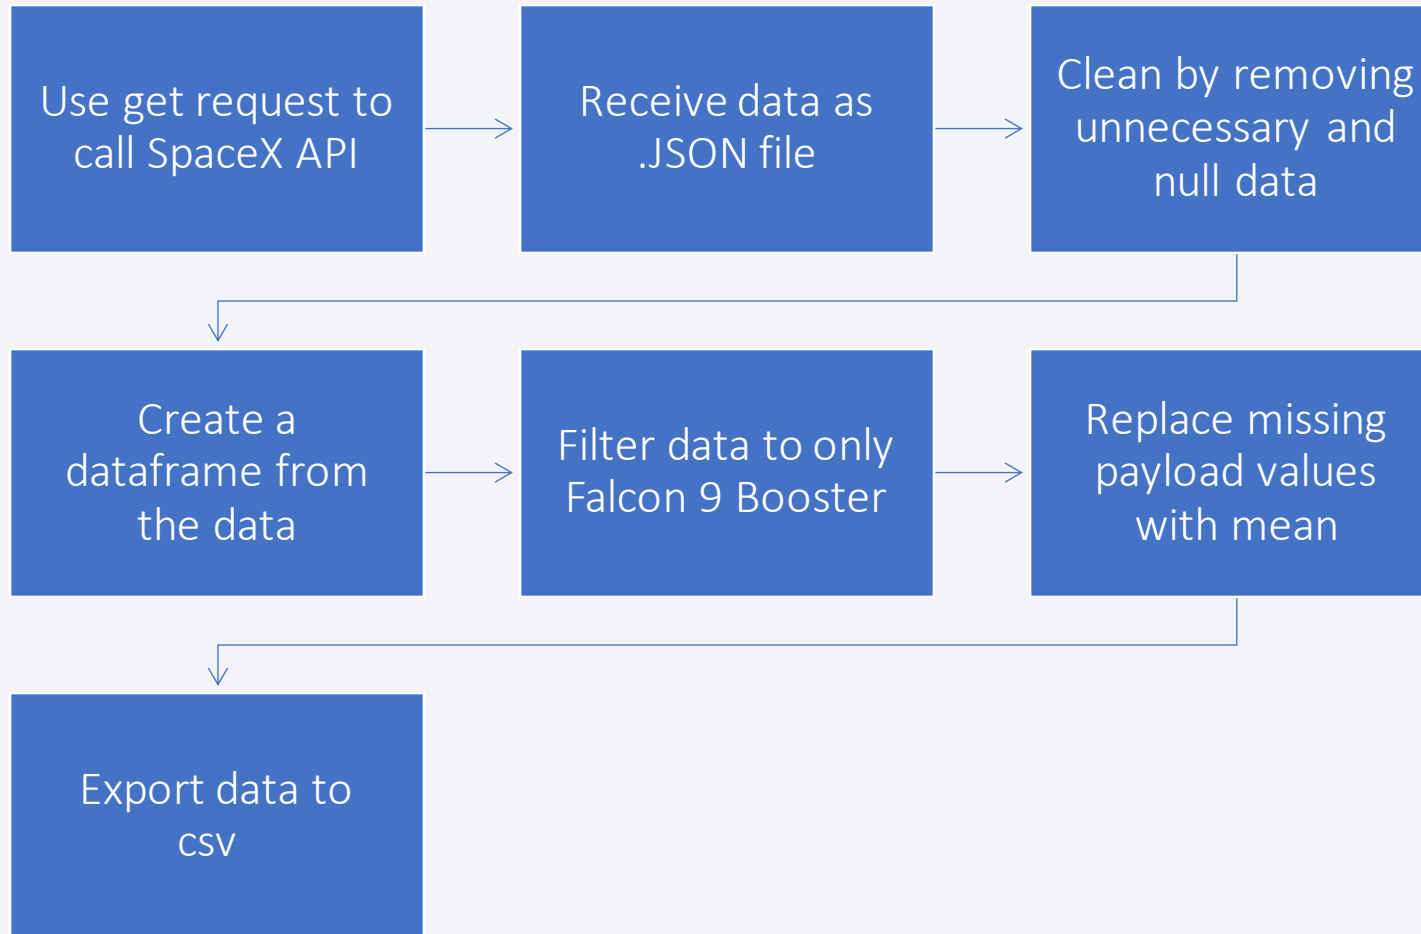 Use get request to
call SpaceX API
Receive data as
.JSON file
Clean by removing
unnecessary and
null data
Create a
dataframe from
the data
Filter data to only
Falcon 9 Booster
Replace missing
payload values
with mean
Export data to
csv